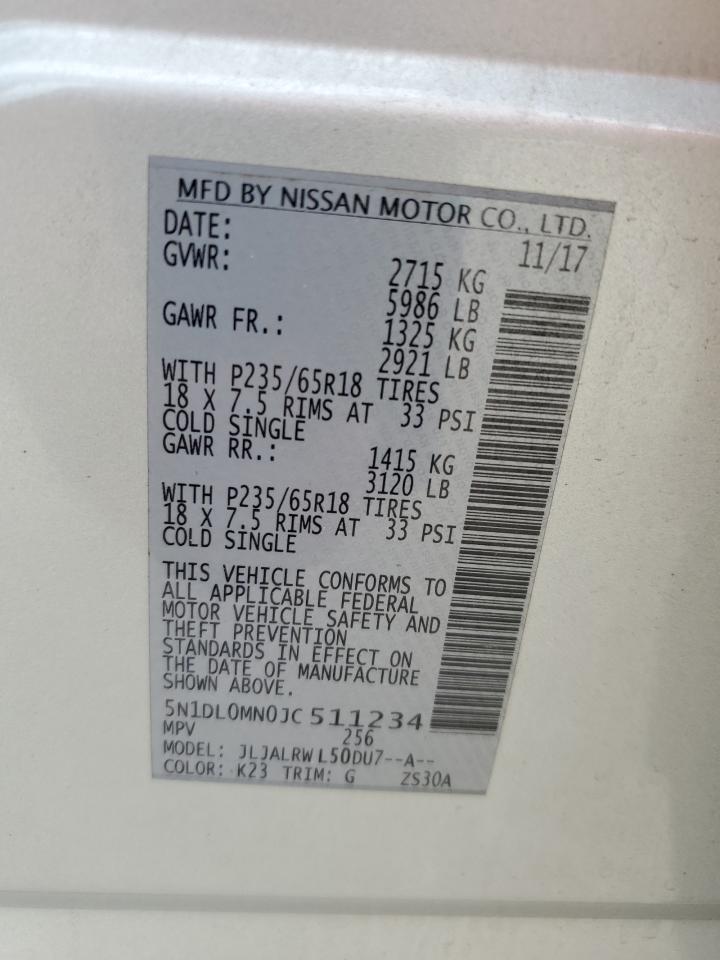 MFD BY NISSAN MOTOR CO., LTD.
DATE: 11/17
GVWR: 2715 KG
5986 LB
GAWR FR.: 1325 KG
2921 LB
WITH P235/65R18 TIRES
18 X 7.5 RIMS AT 33 PSI
COLD SINGLE
GAWR RR.: 1415 KG
3120 LB
WITH P235/65R18 TIRES
18 X 7.5 RIMS AT 33 PSI
COLD SINGLE
THIS VEHICLE CONFORMS TO
ALL APPLICABLE FEDERAL
MOTOR VEHICLE SAFETY AND
THEFT PREVENTION
STANDARDS IN EFFECT ON
THE DATE OF MANUFACTURE
SHOWN ABOVE.
5N1DL0MN0JC 511234
MPV 256
MODEL: JLJALRW L50DU7--A--
COLOR: K23 TRIM: G ZS30A